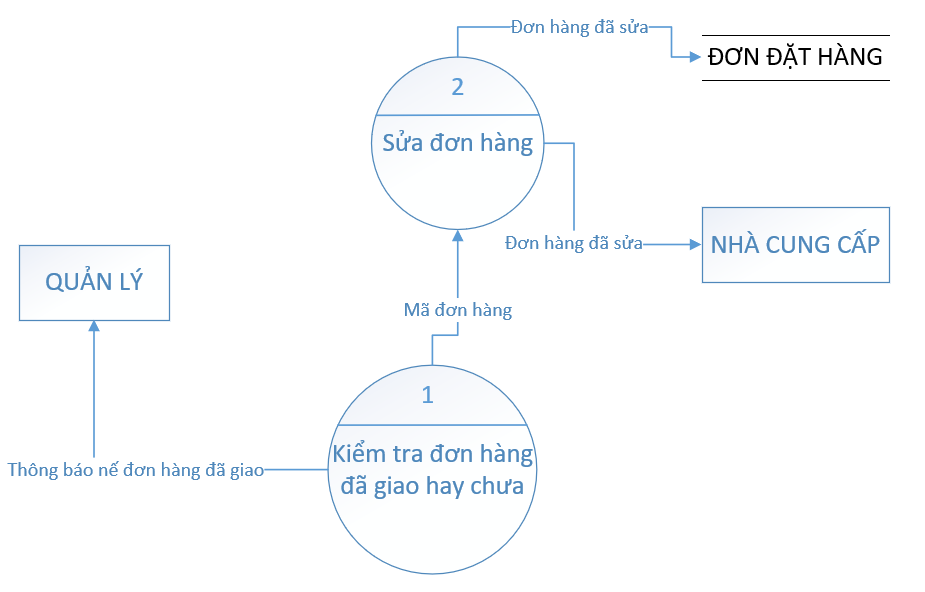 Đơn hàng đã sửa
ĐƠN ĐẶT HÀNG
2
Sửa đơn hàng
Đơn hàng đã sửa
NHÀ CUNG CẤP
QUẢN LÝ
Mã đơn hàng
1
Kiểm tra đơn hàng
đã giao hay chưa
Thông báo nế đơn hàng đã giao